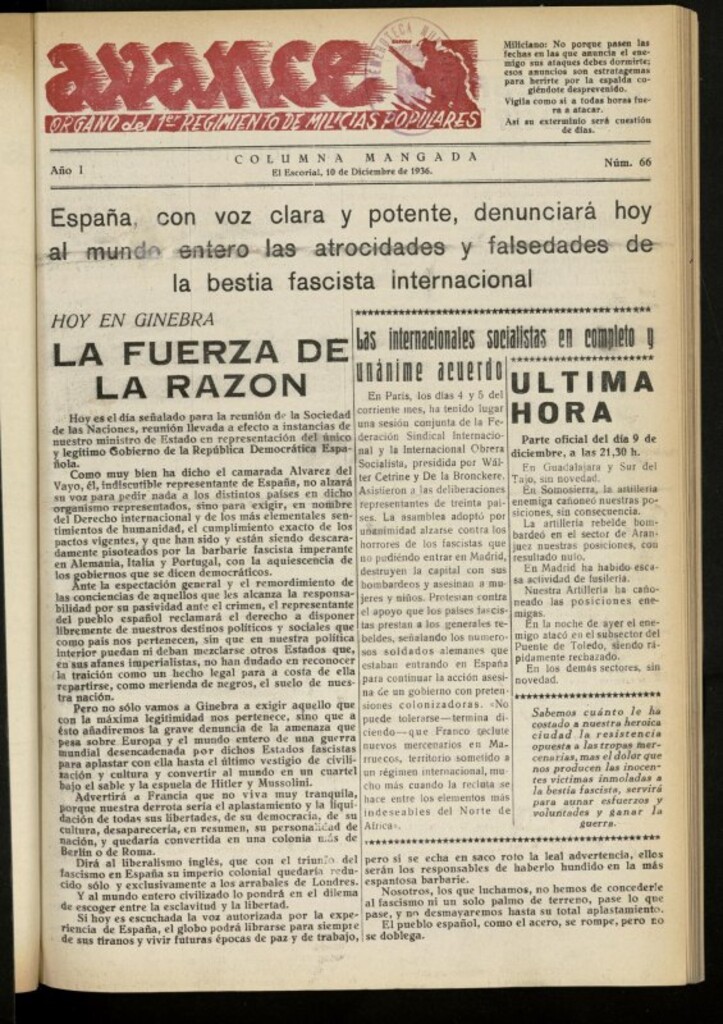 avance
ORGANO del 1er REGIMIENTO DE MILICIAS POPULARES
Miliciano: No porque pasen las
fechas en las que anuncia el ene-
migo sus ataques debes dormirte;
esos anuncios son estratagemas
para herirte por la espalda co-
giéndote desprevenido.
Vigila como si a todas horas fue-
ra a atacar.
Así su exterminio será cuestión
de días.
COLUMNA MANGADA
Año I
El Escorial, 10 de Diciembre de 1936.
Núm. 66
España, con voz clara y potente, denunciará hoy
al mundo entero las atrocidades y falsedades de
la bestia fascista internacional
HOY EN GINEBRA
LA FUERZA DE
LA RAZON
Hoy es el día señalado para la reunión de la Sociedad
de las Naciones, reunión llevada a efecto a instancias de
nuestro ministro de Estado en representación del único
y legítimo Gobierno de la República Democrática Espa-
ñola.
Como muy bien ha dicho el camarada Alvarez del
Vayo, él, indiscutible representante de España, no alzará
su voz para pedir nada a los distintos países en dicho
organismo representados, sino para exigir, en nombre
del Derecho internacional y de los más elementales sen-
timientos de humanidad, el cumplimiento exacto de los
pactos vigentes, y que han sido y están siendo descara-
damente pisoteados por la barbarie fascista imperante
en Alemania, Italia y Portugal, con la aquiescencia de
los gobiernos que se dicen democráticos.
Ante la espectación general y el remordimiento de
las conciencias de aquellos que les alcanza la responsa-
bilidad por su pasividad ante el crimen, el representante
del pueblo español reclamará el derecho a disponer
libremente de nuestros destinos políticos y sociales que
como país nos pertenecen, sin que en nuestra política
interior puedan ni deban mezclarse otros Estados que,
en sus afanes imperialistas, no han dudado en reconocer
la traición como un hecho legal para a costa de ella
repartirse, como merienda de negros, el suelo de nues-
tra nación.
Pero no sólo vamos a Ginebra a exigir aquello que
con la máxima legitimidad nos pertenece, sino que a
ésto añadiremos la grave denuncia de la amenaza que
pesa sobre Europa y el mundo entero de una guerra
mundial desencadenada por dichos Estados fascistas
para aplastar con ella hasta el último vestigio de civili-
zación y cultura y convertir al mundo en un cuartel
bajo el sable y la espuela de Hitler y Mussolini.
Advertirá a Francia que no viva muy tranquila,
porque nuestra derrota sería el aplastamiento y la liqui-
dación de todas sus libertades, de su democracia, de su
cultura, desaparecería, en resumen, su personalidad de
nación, y quedaría convertida en una colonia más de
Berlín o de Roma.
Dirá al liberalismo inglés, que con el triunfo del
fascismo en España su imperio colonial quedaría redu-
cido sólo y exclusivamente a los arrabales de Londres.
Y al mundo entero civilizado lo pondrá en el dilema
de escoger entre la esclavitud y la libertad.
Si hoy es escuchada la voz autorizada por la expe-
riencia de España, el globo podrá librarse para siempre
de sus tiranos y vivir futuras épocas de paz y de trabajo,
Las internacionales socialistas en completo y
unánime acuerdo
En París, los días 4 y 5 del
corriente mes, ha tenido lugar
una sesión conjunta de la Fe-
deración Sindical Internacio-
nal y la Internacional Obrera
Socialista, presidida por Wál-
ter Cetrine y De la Bronckere.
Asistieron a las deliberaciones
representantes de treinta paí-
ses. La asamblea adoptó por
unanimidad alzarse contra los
horrores de los fascistas que
no pudiendo entrar en Madrid,
destruyen la capital con sus
bombardeos y asesinan a mu-
jeres y niños. Protestan contra
el apoyo que los países fascis-
tas prestan a los generales re-
beldes, señalando los numero-
sos soldados alemanes que
estaban entrando en España
para continuar la acción asesi-
na de un gobierno con preten-
siones colonizadoras. «No
puede tolerarse—termina di-
ciendo—que Franco reclute
nuevos mercenarios en Ma-
rruecos, territorio sometido a
un régimen internacional, mu-
cho más cuando la recluta se
hace entre los elementos más
indeseables del Norte de
Africa».
ULTIMA
HORA
Parte oficial del día 9 de
diciembre, a las 21,30 h.
En Guadalajara y Sur del
Tajo, sin novedad.
En Somosierra, la artillería
enemiga cañoneó nuestras po-
siciones, sin consecuencia.
La artillería rebelde bom-
bardeó en el sector de Aran-
juez nuestras posiciones, con
resultado nulo.
En Madrid ha habido esca-
sa actividad de fusilería.
Nuestra Artillería ha caño-
neado las posiciones ene-
migas.
En la noche de ayer el ene-
migo atacó en el subsector del
Puente de Toledo, siendo rá-
pidamente rechazado.
En los demás sectores, sin
novedad.
Sabemos cuánto le ha
costado a nuestra heroica
ciudad la resistencia
opuesta a las tropas mer-
cenarias, mas el dolor que
nos producen las inocen-
tes víctimas inmoladas a
la bestia fascista, servirá
para aunar esfuerzos y
voluntades y ganar la
guerra.
pero si se echa en saco roto la leal advertencia, ellos
serán los responsables de haberlo hundido en la más
espantosa barbarie.
Nosotros, los que luchamos, no hemos de concederle
al fascismo ni un solo palmo de terreno, pase lo que
pase, y no desmayaremos hasta su total aplastamiento.
El pueblo español, como el acero, se rompe, pero no
se doblega.